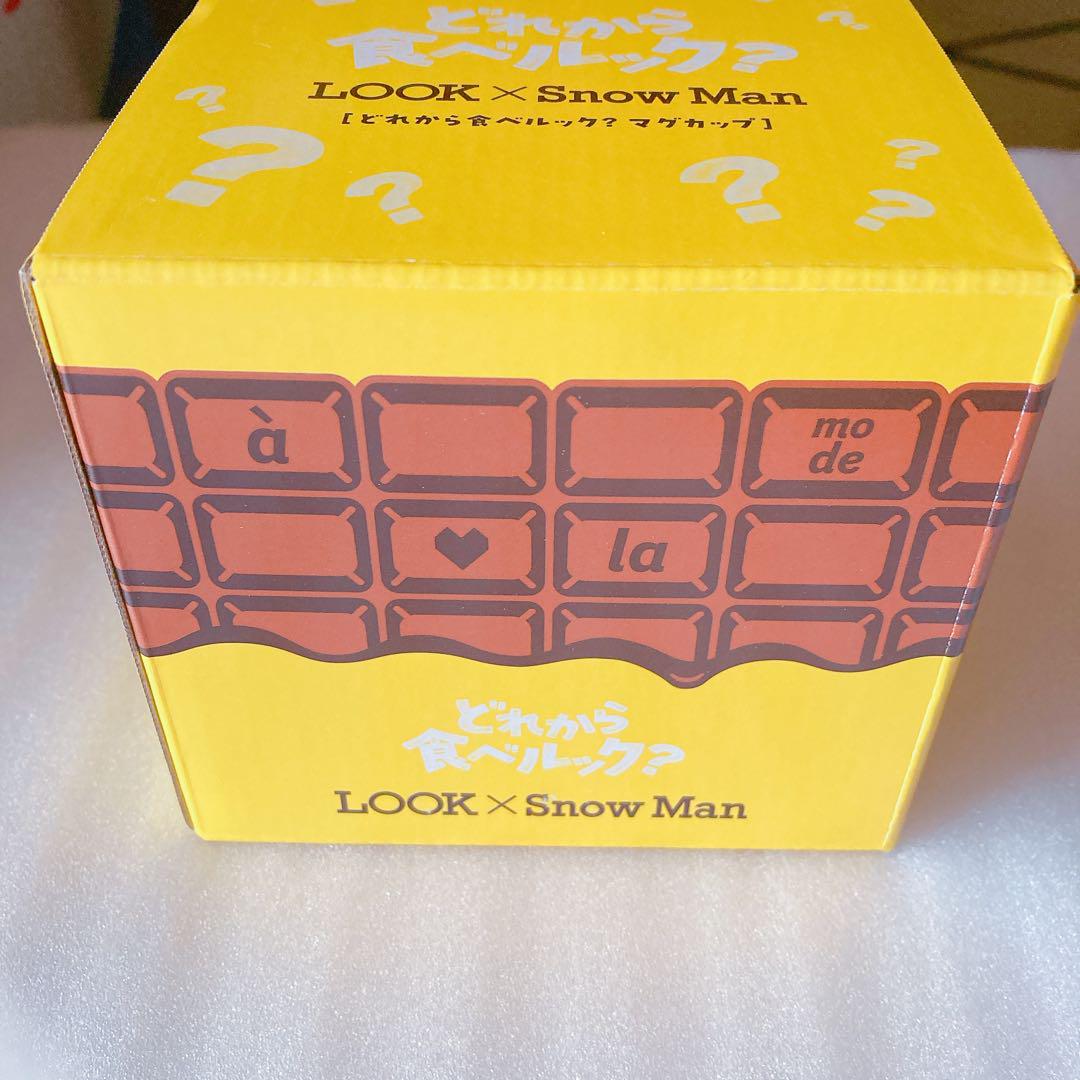 どれから
食べルック?
LOOK × Snow Man
[どれから食べルック? マグカップ]
à
mo
de
la
どれから
食べルック?
LOOK × Snow Man